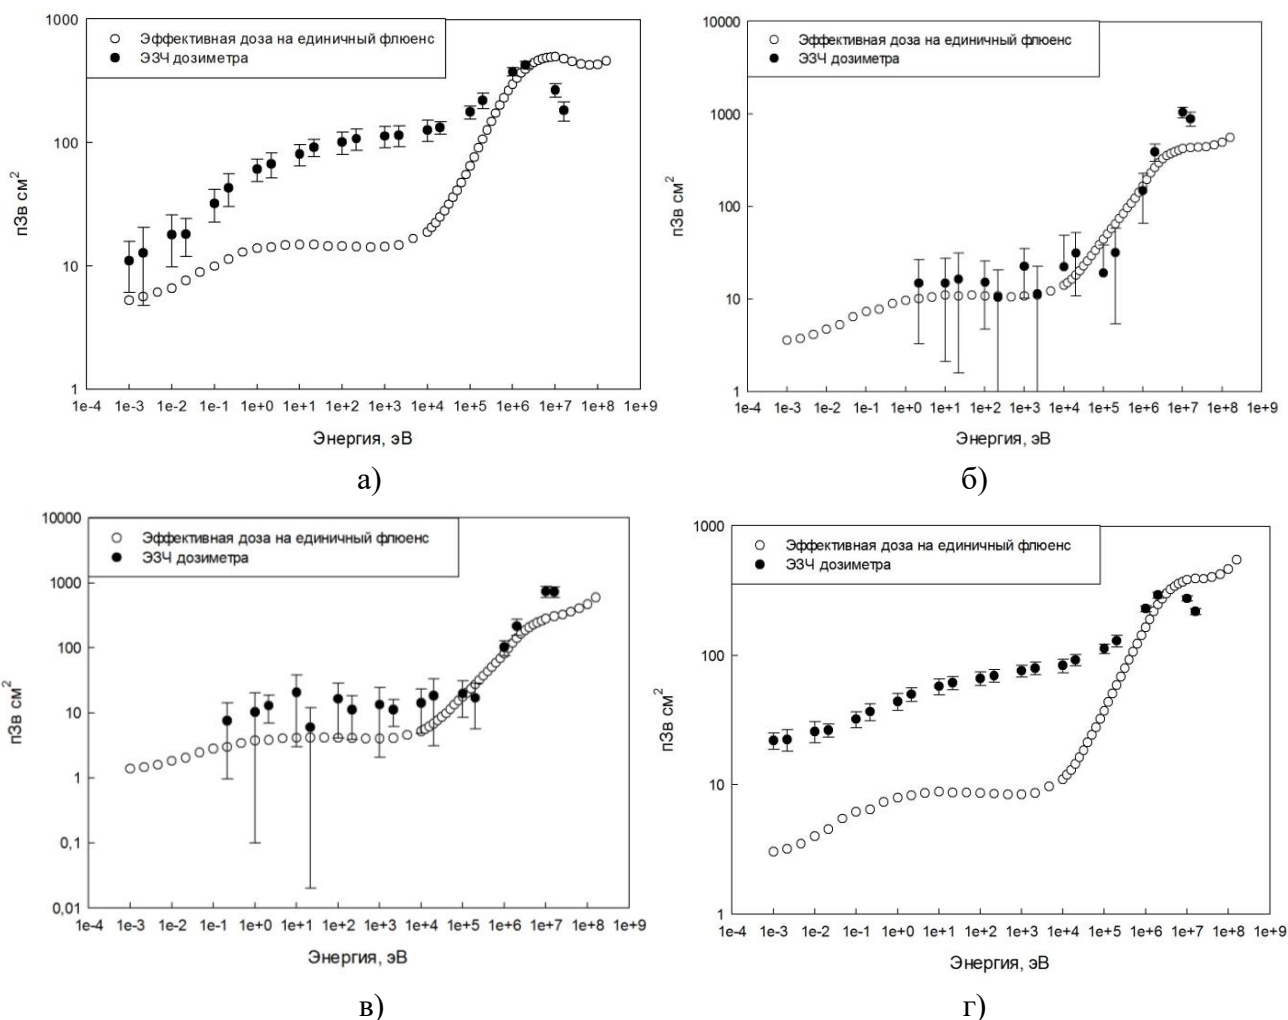 1000
100
10
1
пЗв см²
Эффективная доза на единичный флюенс
ЭЗЧ дозиметра
1e-4 1e-3 1e-2 1e-1 1e+0 1e+1 1e+2 1e+3 1e+4 1e+5 1e+6 1e+7 1e+8 1e+9
Энергия, эВ
а)
10000
1000
100
10
1
пЗв см²
Эффективная доза на единичный флюенс
ЭЗЧ дозиметра
1e-4 1e-3 1e-2 1e-1 1e+0 1e+1 1e+2 1e+3 1e+4 1e+5 1e+6 1e+7 1e+8 1e+9
Энергия, эВ
б)
10000
1000
100
10
1
0,1
0,01
пЗв см²
Эффективная доза на единичный флюенс
ЭЗЧ дозиметра
1e-4 1e-3 1e-2 1e-1 1e+0 1e+1 1e+2 1e+3 1e+4 1e+5 1e+6 1e+7 1e+8 1e+9
Энергия, эВ
в)
1000
100
10
1
пЗв см²
Эффективная доза на единичный флюенс
ЭЗЧ дозиметра
1e-4 1e-3 1e-2 1e-1 1e+0 1e+1 1e+2 1e+3 1e+4 1e+5 1e+6 1e+7 1e+8 1e+9
Энергия, эВ
г)